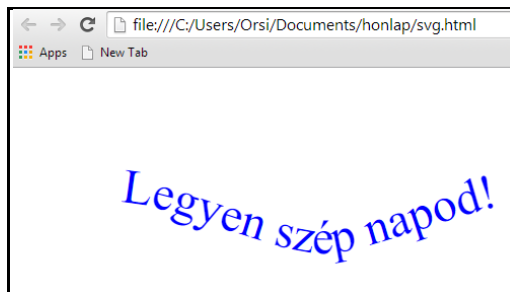 file:///C:/Users/Orsi/Documents/honlap/svg.html
Apps New Tab
Legyen szép napod!